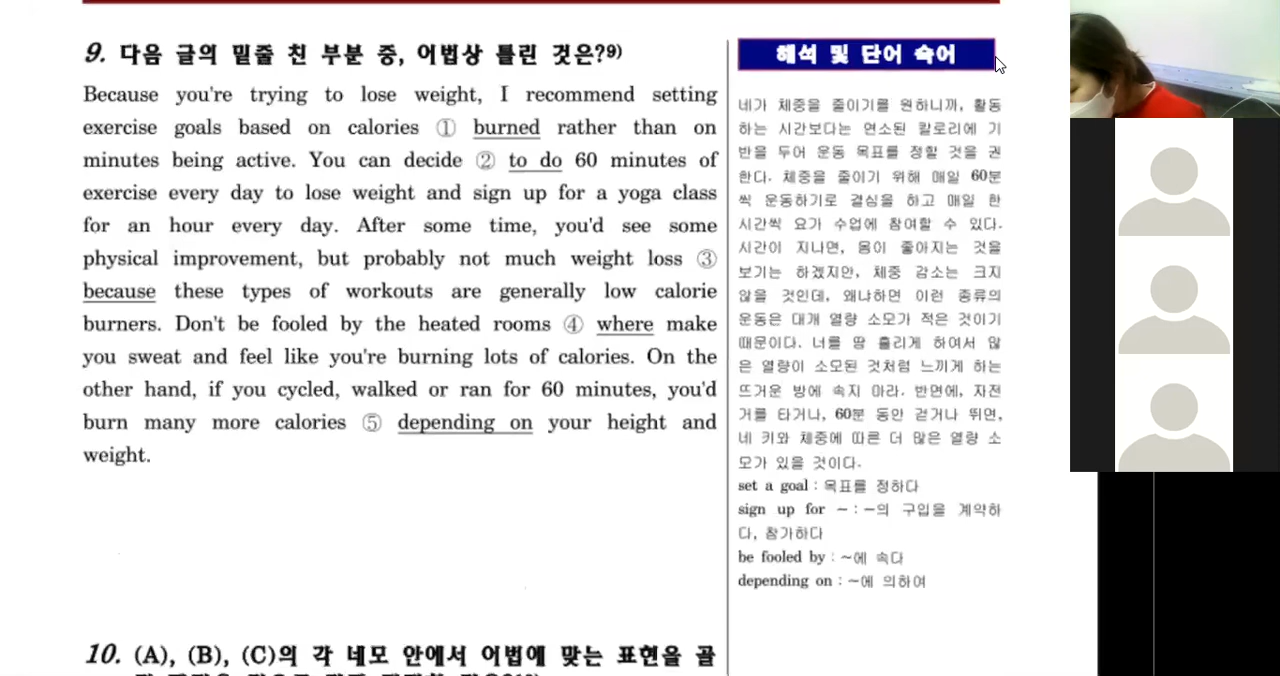 9. 다음 글의 밑줄 친 부분 중, 어법상 틀린 것은?9)
Because you're trying to lose weight, I recommend setting
exercise goals based on calories ① burned rather than on
minutes being active. You can decide ② to do 60 minutes of
exercise every day to lose weight and sign up for a yoga class
for an hour every day. After some time, you'd see some
physical improvement, but probably not much weight loss ③
because these types of workouts are generally low calorie
burners. Don't be fooled by the heated rooms ④ where make
you sweat and feel like you're burning lots of calories. On the
other hand, if you cycled, walked or ran for 60 minutes, you'd
burn many more calories ⑤ depending on your height and
weight.
10. (A), (B), (C)의 각 네모 안에서 어법에 맞는 표현을 골
해석 및 단어 숙어
네가 체중을 줄이기를 원하니까, 활동
하는 시간보다는 연소된 칼로리에 기
반을 두어 운동 목표를 정할 것을 권
한다. 체중을 줄이기 위해 매일 60분
씩 운동하기로 결심을 하고 매일 한
시간씩 요가 수업에 참여할 수 있다.
시간이 지나면, 몸이 좋아지는 것을
보기는 하겠지만, 체중 감소는 크지
않을 것인데, 왜냐하면 이런 종류의
운동은 대개 열량 소모가 적은 것이기
때문이다. 너를 땀 흘리게 하여서 많
은 열량이 소모된 것처럼 느끼게 하는
뜨거운 방에 속지 마라. 반면에, 자전
거를 타거나, 60분 동안 걷거나 뛰면,
네 키와 체중에 따른 더 많은 열량 소
모가 있을 것이다.
set a goal : 목표를 정하다
sign up for ~ : ~의 구입을 계약하
다, 참가하다
be fooled by : ~에 속다
depending on : ~에 의하여